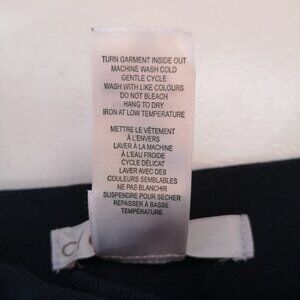 TURN GARMENT INSIDE OUT
MACHINE WASH COLD
GENTLE CYCLE
WASH WITH LIKE COLOURS
DO NOT BLEACH
HANG TO DRY
IRON AT LOW TEMPERATURE
METTRE LE VÊTEMENT
À L'ENVERS
LAVER À LA MACHINE
À L'EAU FROIDE
CYCLE DÉLICAT
LAVER AVEC DES
COULEURS SEMBLABLES
NE PAS BLANCHIR
SUSPENDRE POUR SÉCHER
REPASSER À BASSE
TEMPÉRATURE